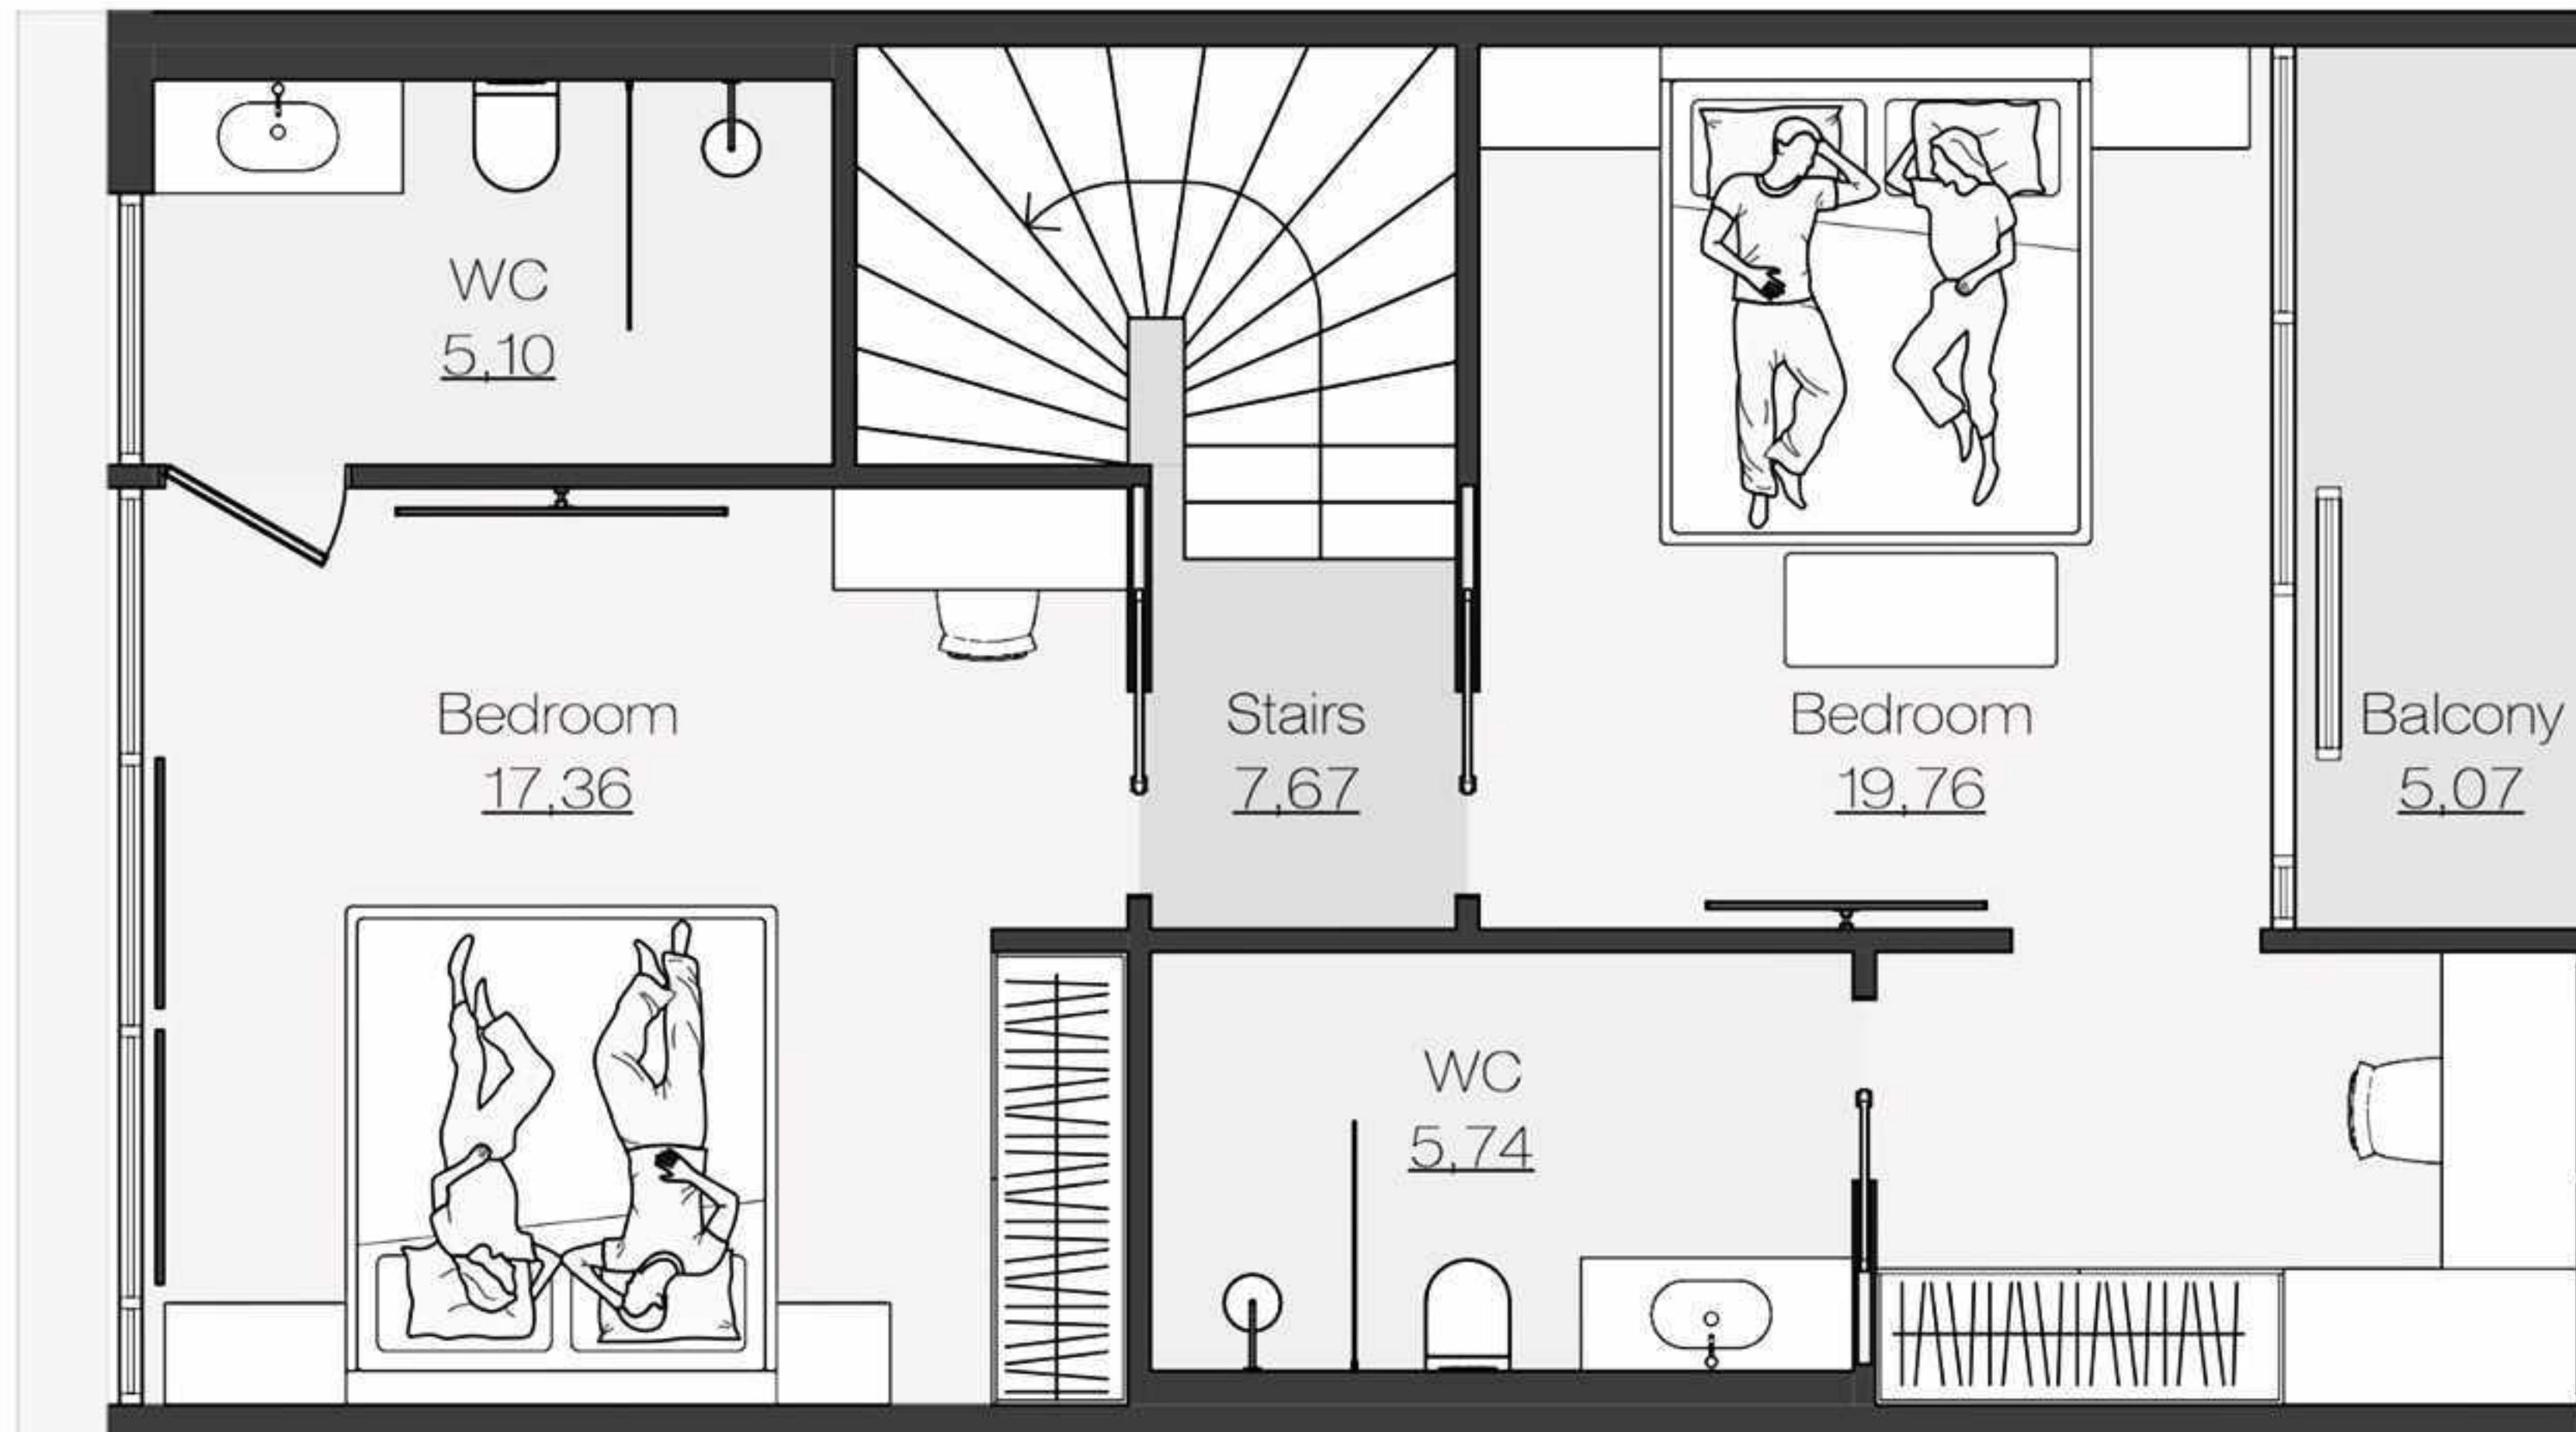 WC
5,10
Bedroom
17,36
Stairs
7,67
Bedroom
19,76
Balcony
5,07
WC
5,74